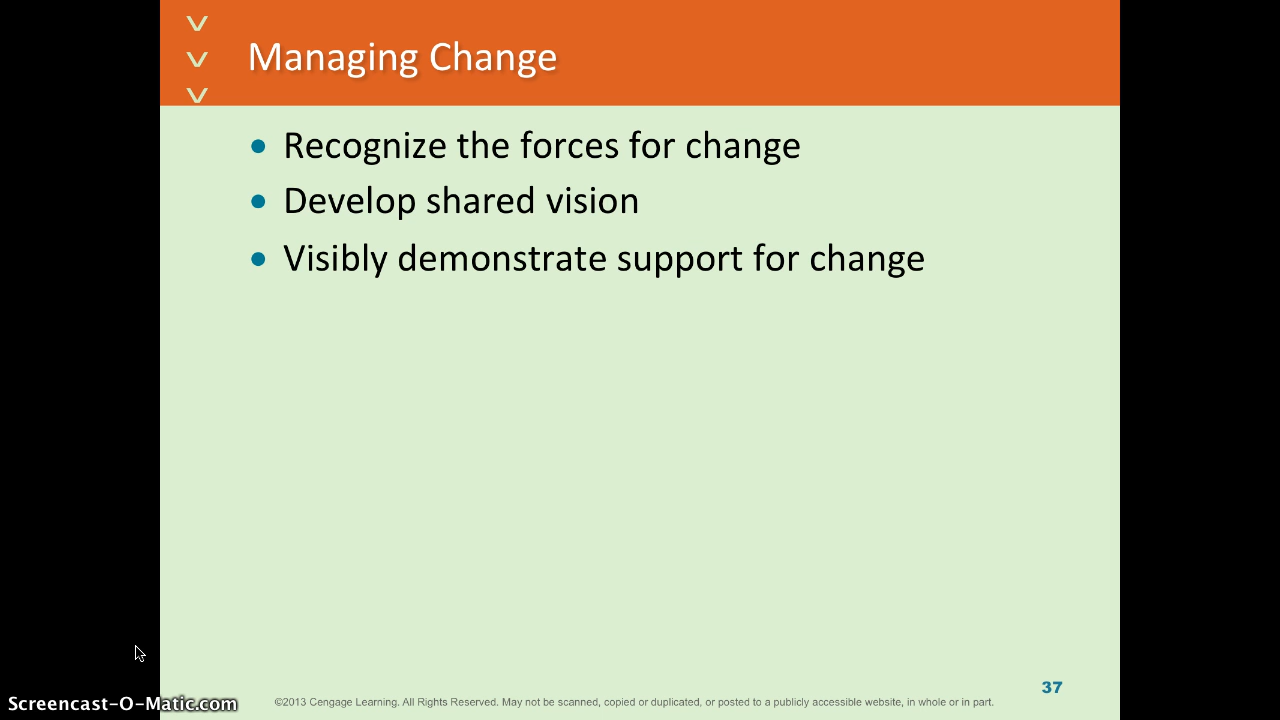 Managing Change
• Recognize the forces for change
• Develop shared vision
• Visibly demonstrate support for change
37
Screencast-O-Matic.com
©2013 Cengage Learning. All Rights Reserved. May not be scanned, copied or duplicated, or posted to a publicly accessible website, in whole or in part.